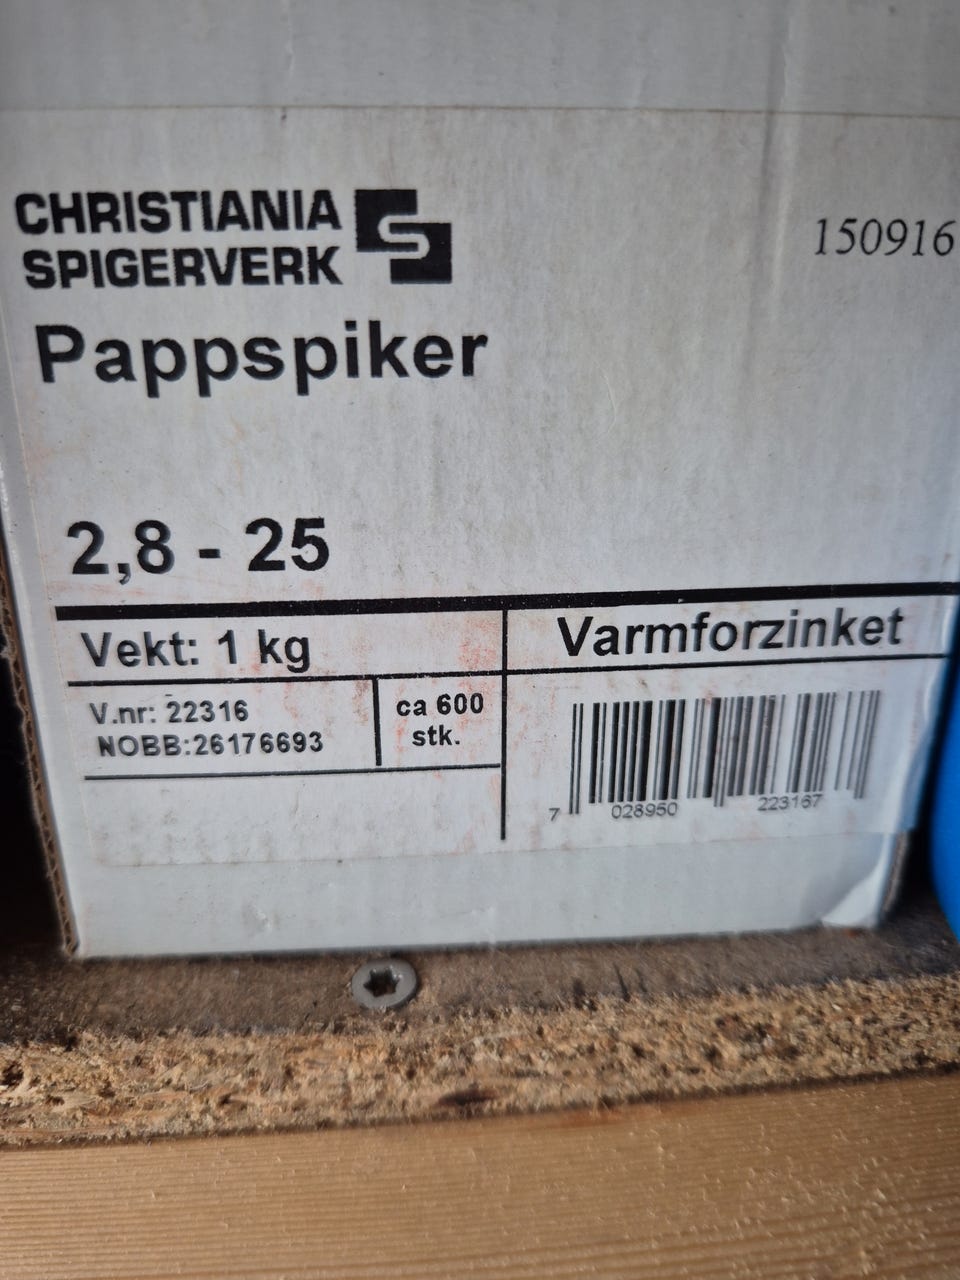 CHRISTIANIA
SPIGERVERK
150916
Pappspiker
2,8 - 25
Vekt: 1 kg
Varmforzinket
V.nr: 22316
NOBB:26176693
ca 600
stk.
7 028950 223167